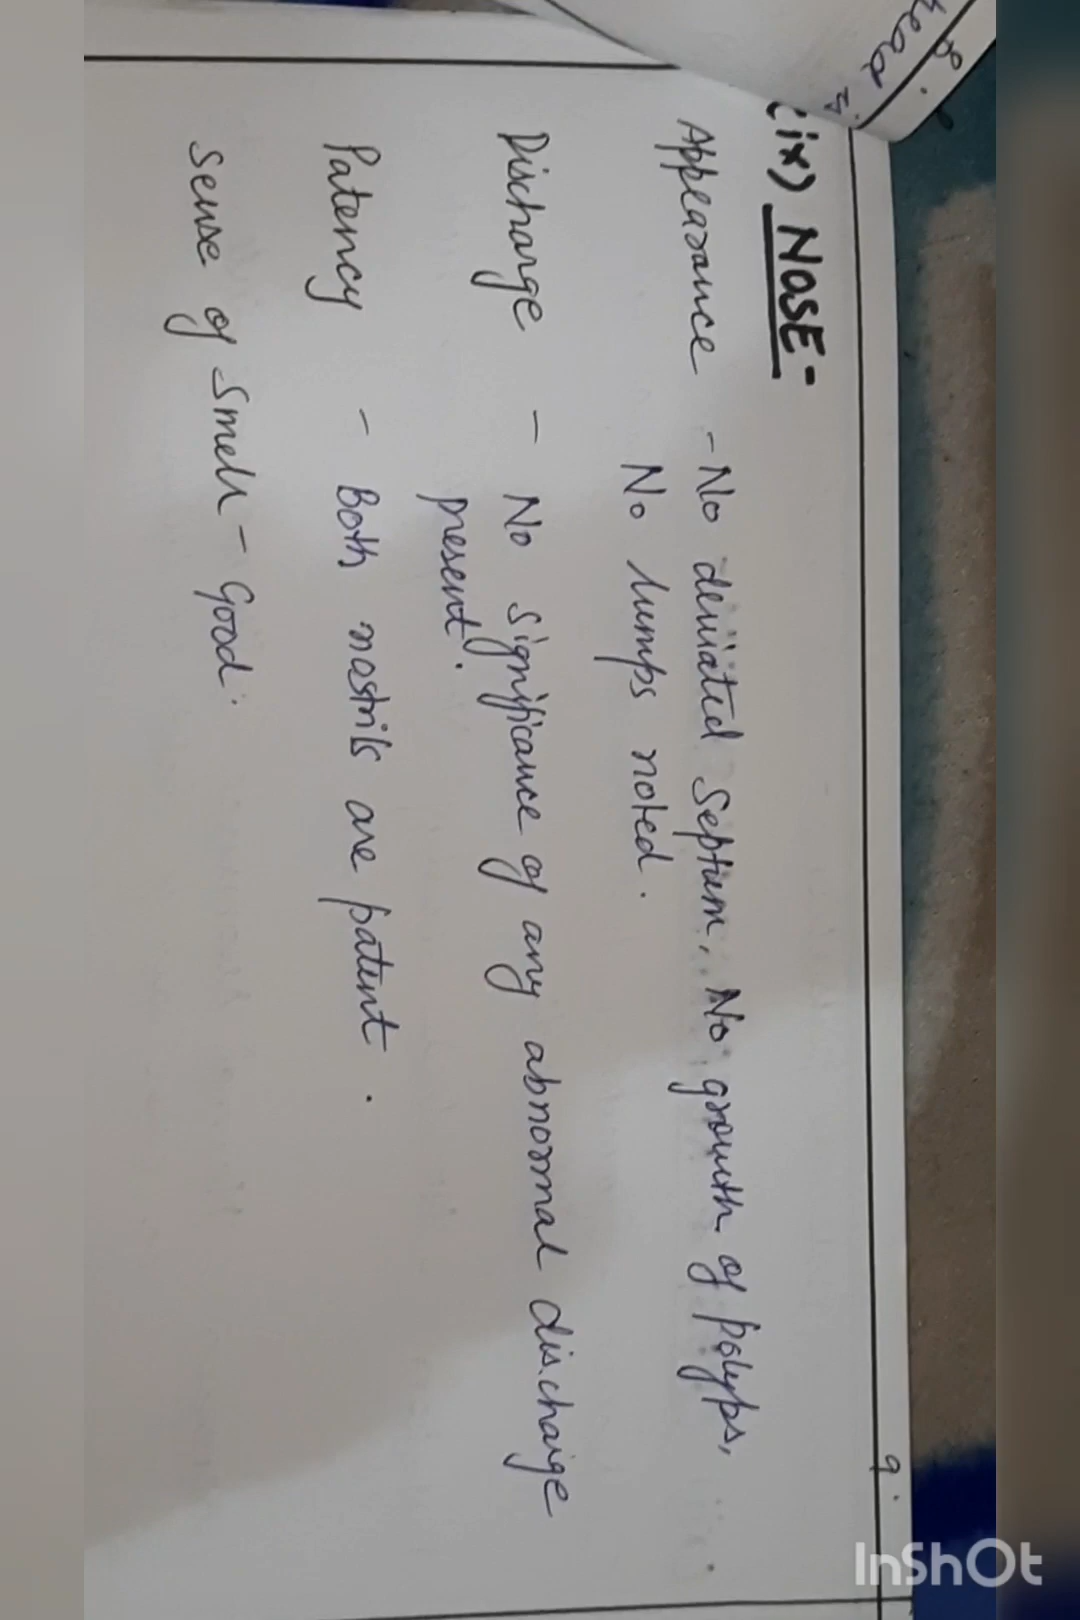 9.
(ix) NOSE:-
Appearance - No deviated Septum, No growth of polyps,
No lumps noted.
Discharge - No significance of any abnormal discharge
present.
Patency - Both nostrils are patent.
Sense of Smell - Good.
InShOt